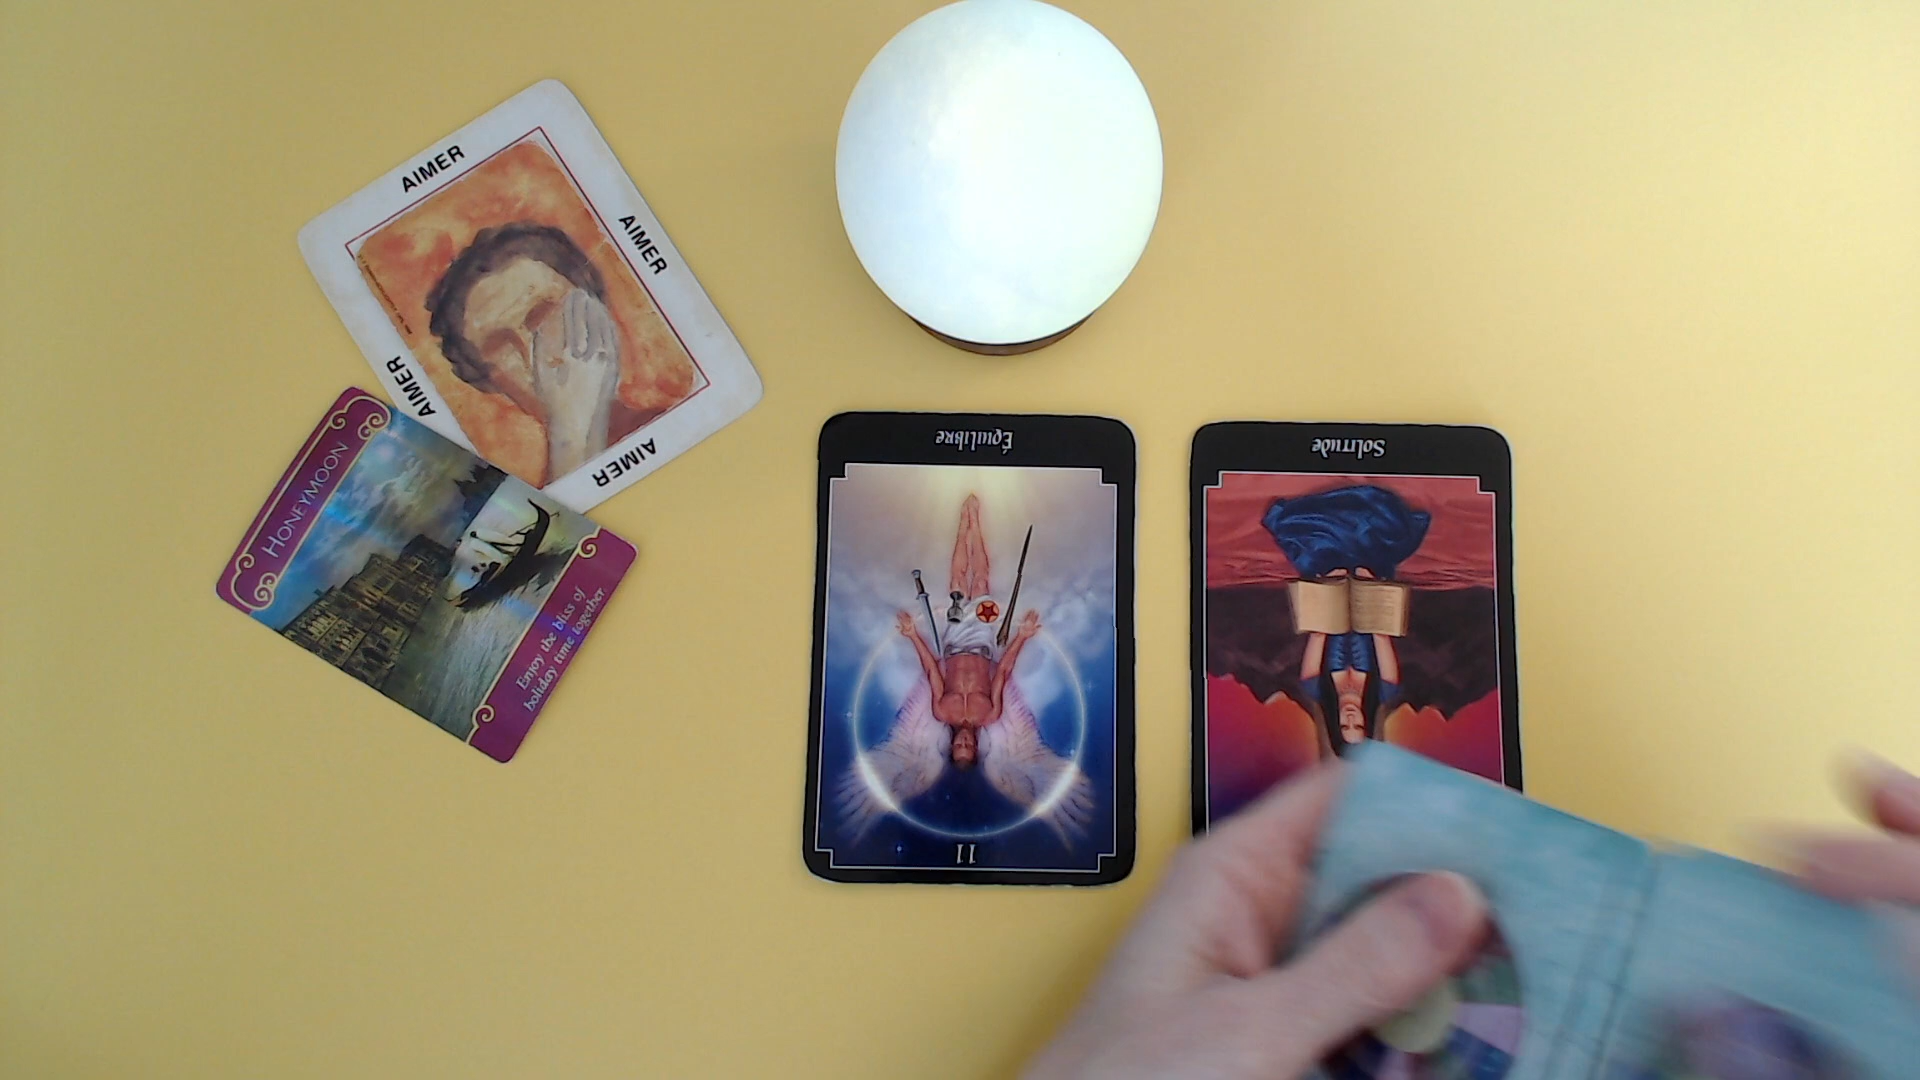 AIMER
AIMER
AIMER
AIMER
HONEYMOON
Enjoy the bliss of
holiday time together.
Équilibre
11
Solitude